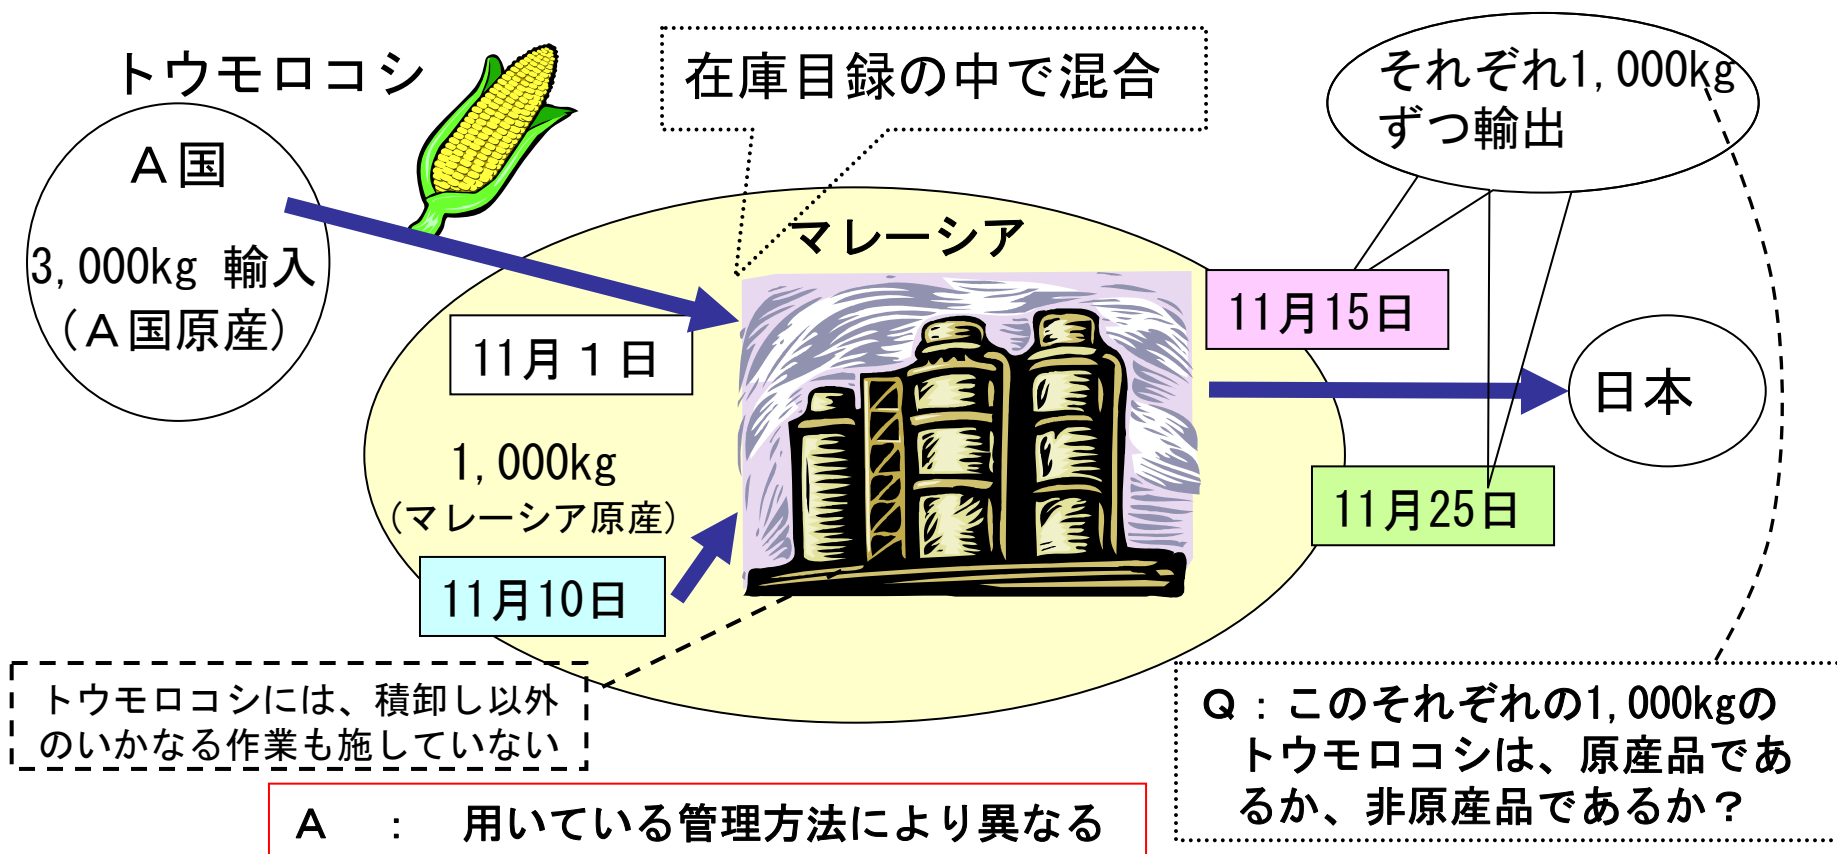 トウモロコシ
A国
3,000kg 輸入
(A国原産)
在庫目録の中で混合
それぞれ1,000kg
ずつ輸出
マレーシア
11月1日
1,000kg
(マレーシア原産)
11月10日
11月15日
11月25日
日本
トウモロコシには、積卸し以外
のいかなる作業も施していない
Q:このそれぞれの1,000kgの
トウモロコシは、原産品であ
るか、非原産品であるか?
A : 用いている管理方法により異なる